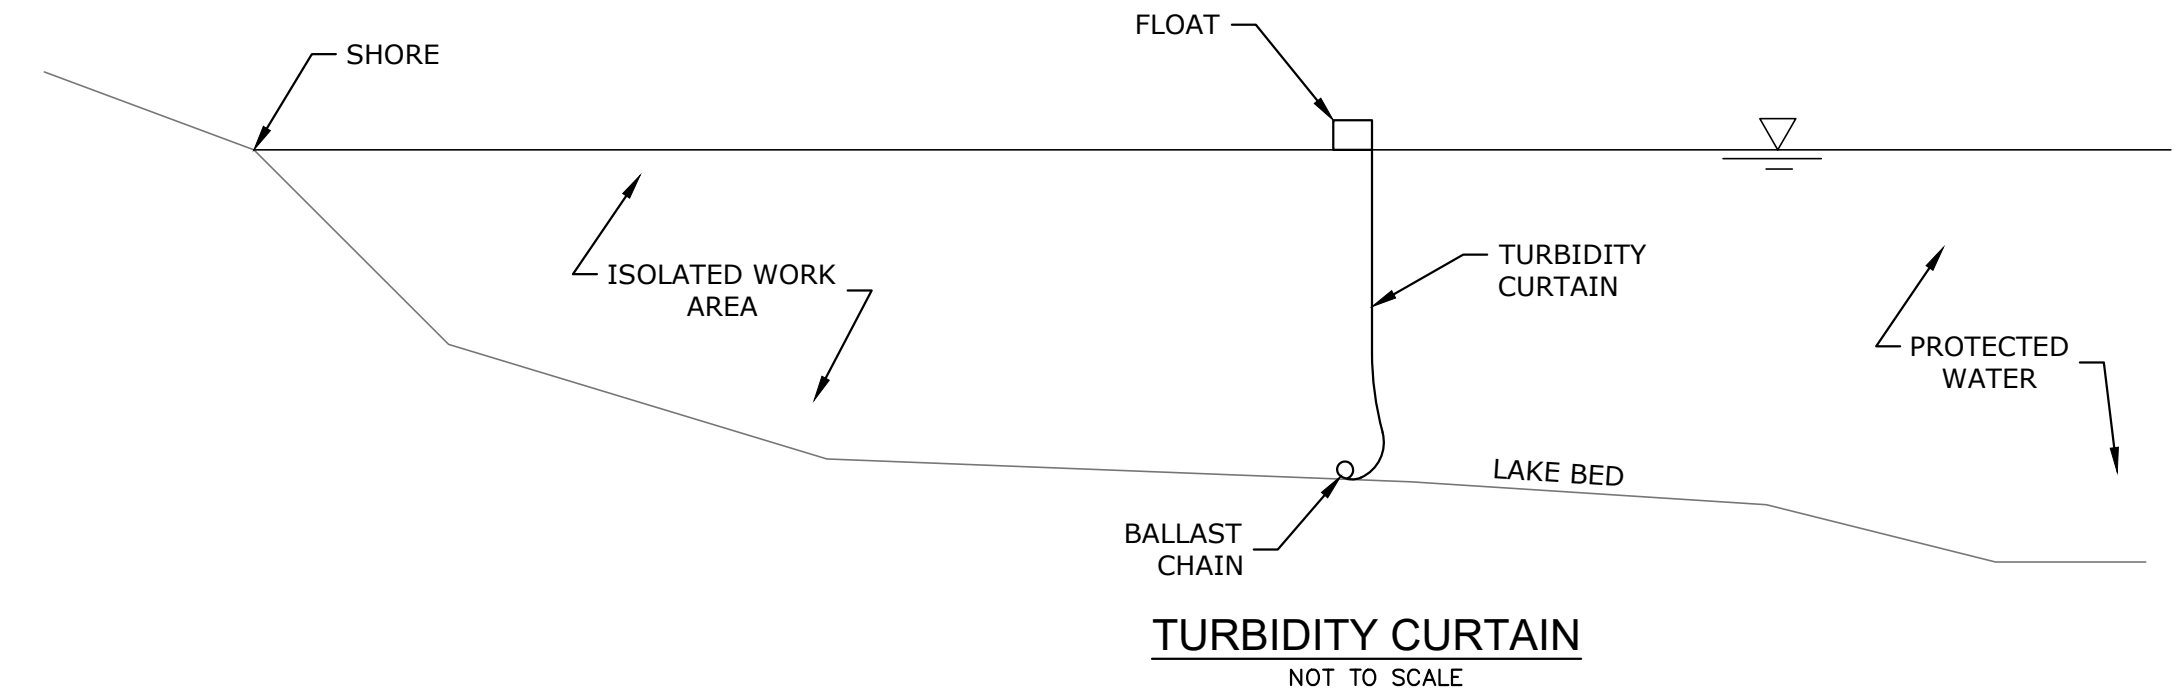 FLOAT
SHORE
TURBIDITY
CURTAIN
ISOLATED WORK
AREA
PROTECTED
WATER
LAKE BED
BALLAST
CHAIN
TURBIDITY CURTAIN
NOT TO SCALE